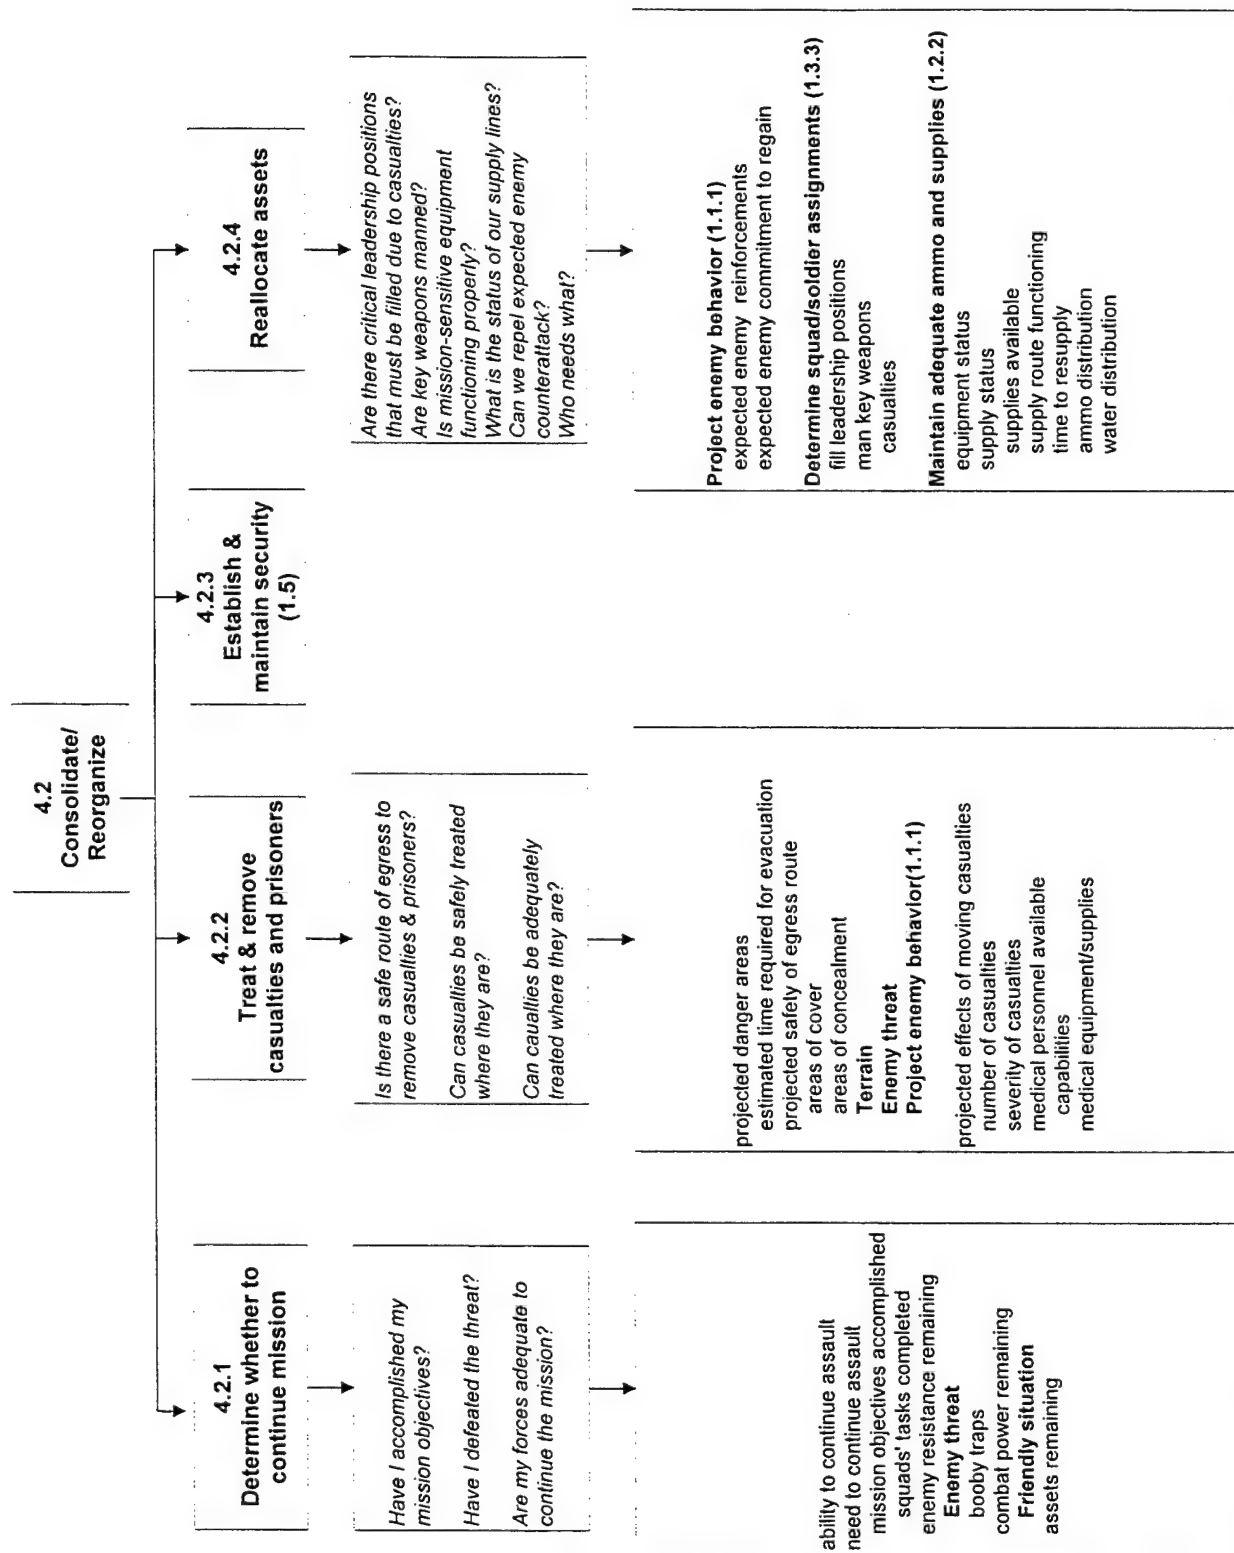 4.2
Consolidate/
Reorganize
4.2.1
Determine whether to
continue mission
Have I accomplished my
mission objectives?
Have I defeated the threat?
Are my forces adequate to
continue the mission?
ability to continue assault
need to continue assault
mission objectives accomplished
squads' tasks completed
enemy resistance remaining
Enemy threat
booby traps
combat power remaining
Friendly situation
assets remaining
4.2.2
Treat & remove
casualties and prisoners
Is there a safe route of egress to
remove casualties & prisoners?
Can casualties be safely treated
where they are?
Can caualties be adequately
treated where they are?
projected danger areas
estimated time required for evacuation
projected safety of egress route
areas of cover
areas of concealment
Terrain
Enemy threat
Project enemy behavior(1.1.1)
projected effects of moving casualties
number of casualties
severity of casualties
medical personnel available
capabilities
medical equipment/supplies
4.2.3
Establish &
maintain security
(1.5)
4.2.4
Reallocate assets
Are there critical leadership positions
that must be filled due to casualties?
Are key weapons manned?
Is mission-sensitive equipment
functioning properly?
What is the status of our supply lines?
Can we repel expected enemy
counterattack?
Who needs what?
Project enemy behavior (1.1.1)
expected enemy reinforcements
expected enemy commitment to regain
Determine squad/soldier assignments (1.3.3)
fill leadership positions
man key weapons
casualties
Maintain adequate ammo and supplies (1.2.2)
equipment status
supply status
supplies available
supply route functioning
time to resupply
ammo distribution
water distribution